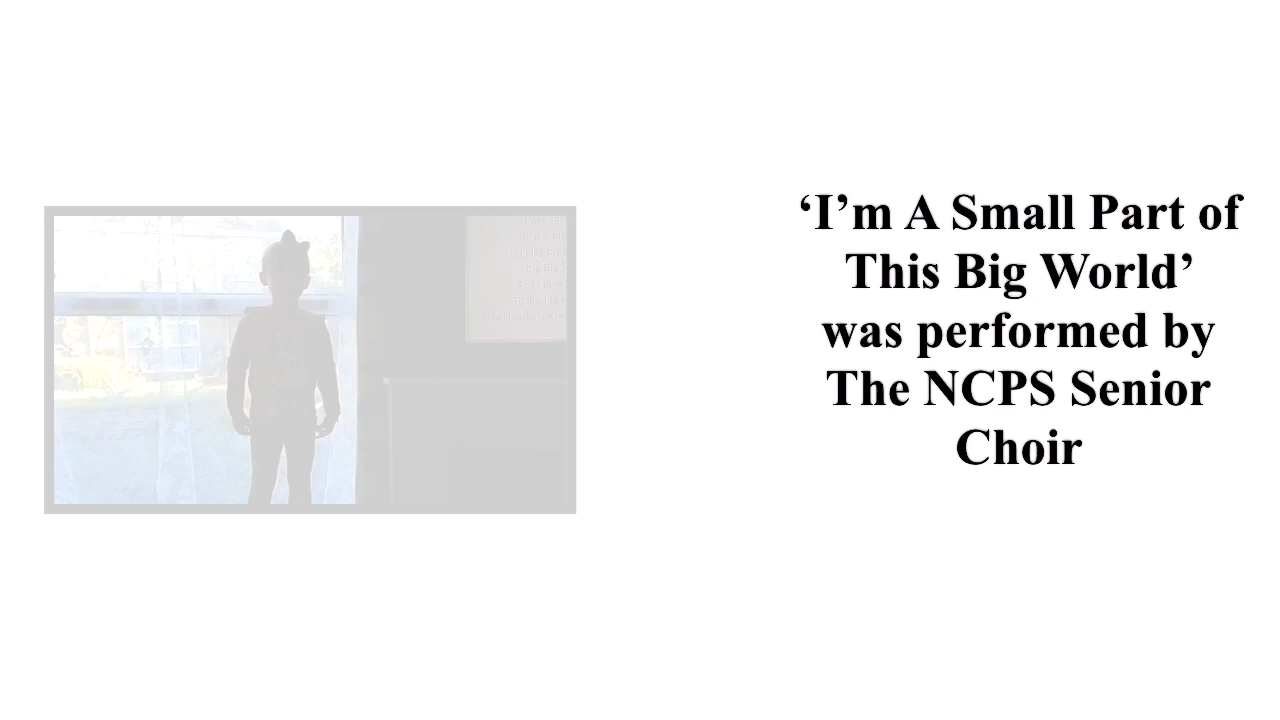 ‘I’m A Small Part of
This Big World’
was performed by
The NCPS Senior
Choir